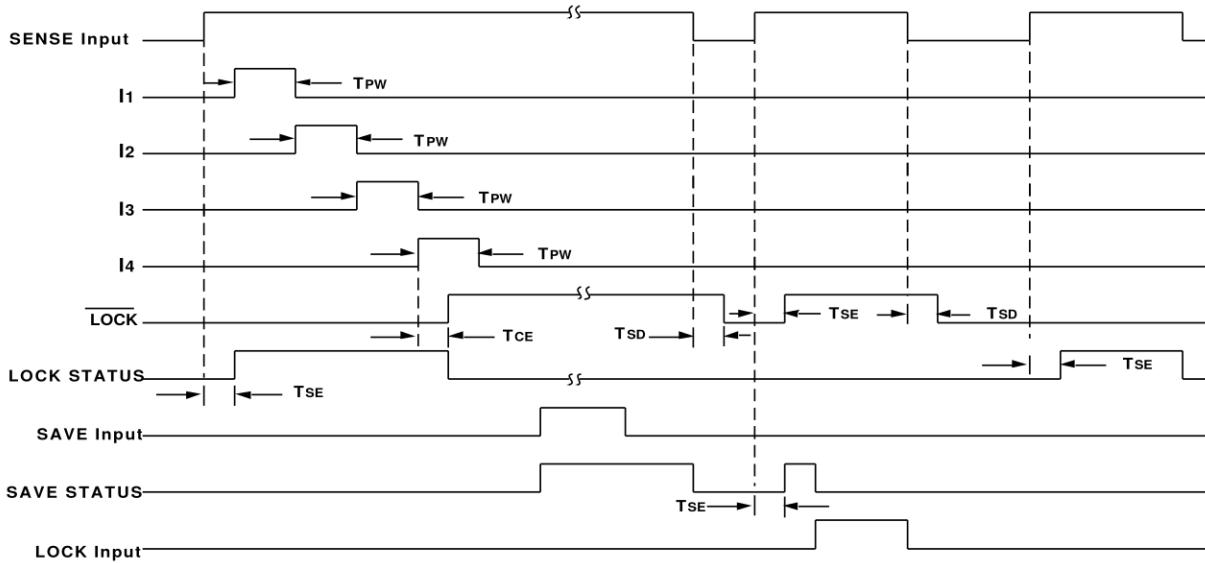 SENSE Input
I1
TPW
I2
TPW
I3
TPW
I4
TPW
LOCK
TCE
TSD
TSE
TSD
LOCK STATUS
TSE
TSE
SAVE Input
SAVE STATUS
TSE
LOCK Input